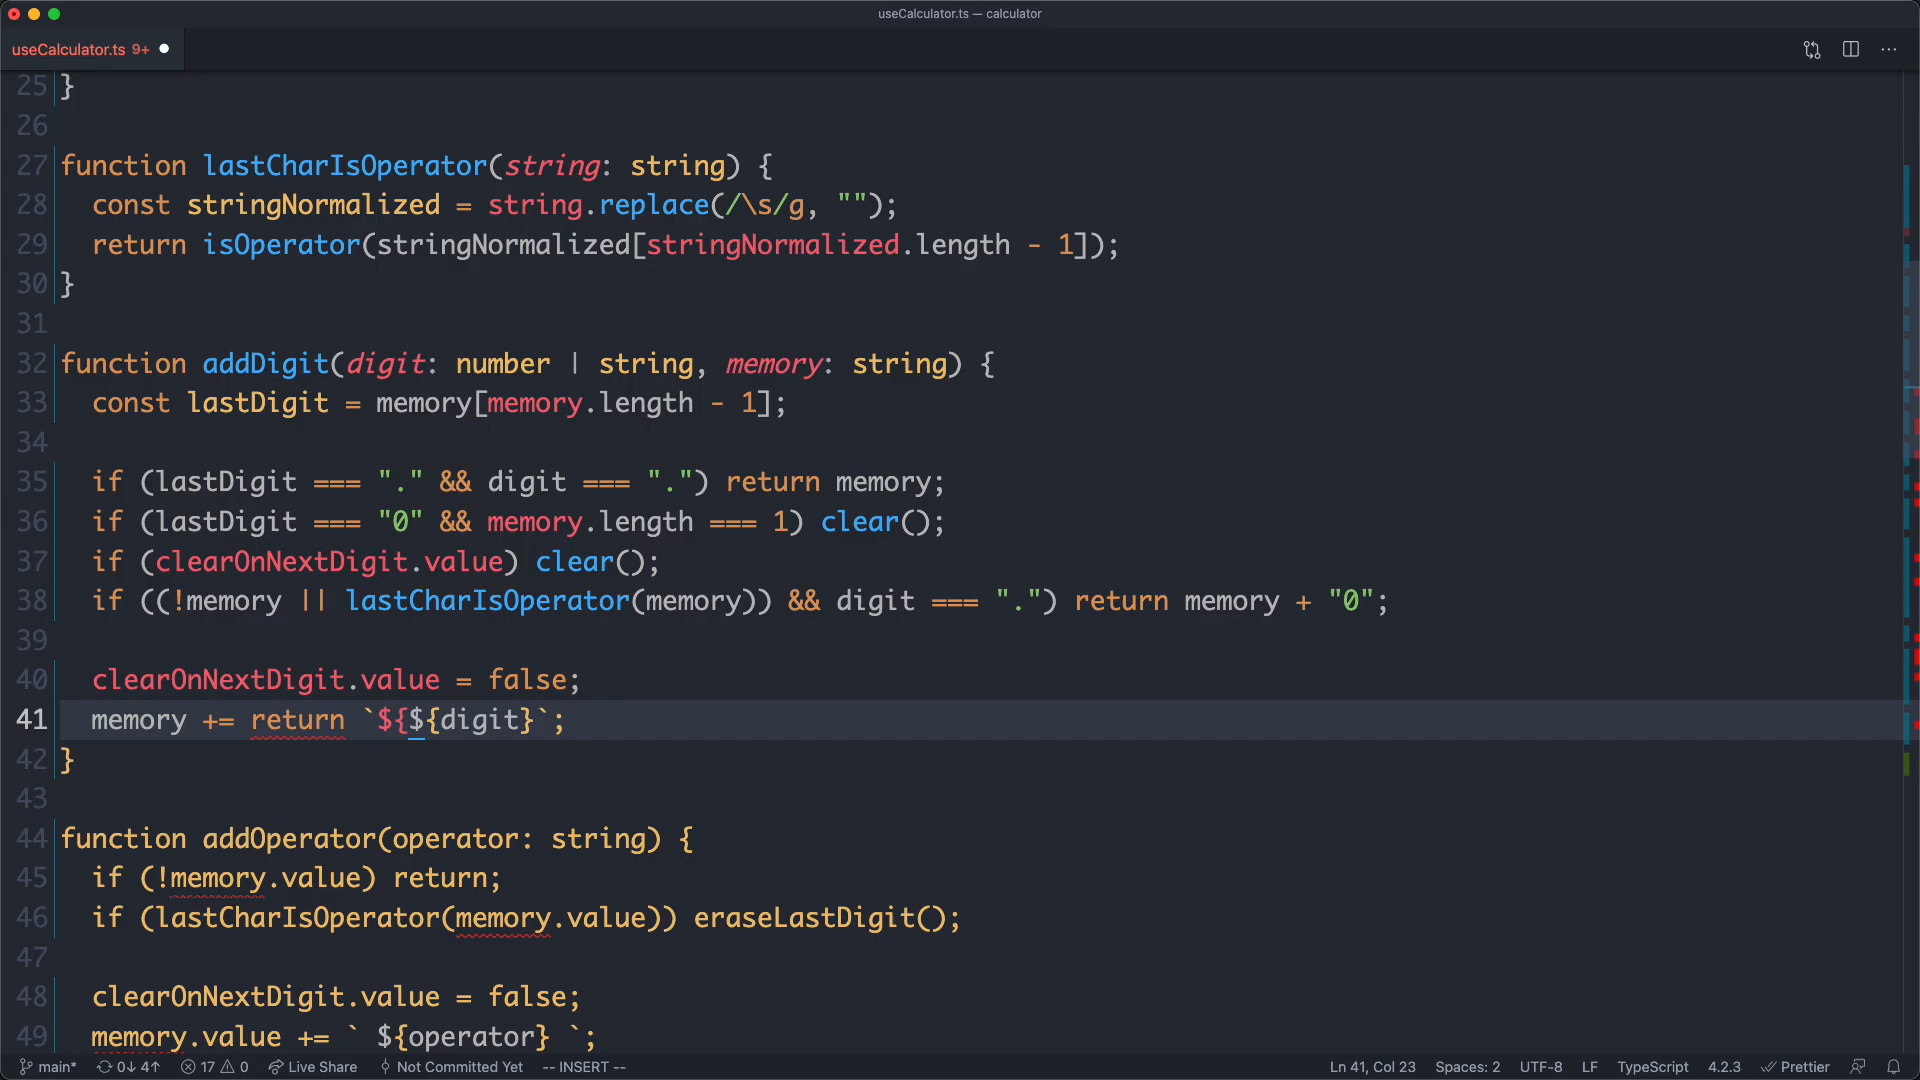 useCalculator.ts — calculator
useCalculator.ts 9+
25 }
26
27 function lastCharIsOperator(string: string) {
28   const stringNormalized = string.replace(/\s/g, "");
29   return isOperator(stringNormalized[stringNormalized.length - 1]);
30 }
31
32 function addDigit(digit: number | string, memory: string) {
33   const lastDigit = memory[memory.length - 1];
34
35   if (lastDigit === "." && digit === ".") return memory;
36   if (lastDigit === "0" && memory.length === 1) clear();
37   if (clearOnNextDigit.value) clear();
38   if ((!memory || lastCharIsOperator(memory)) && digit === ".") return memory + "0";
39
40   clearOnNextDigit.value = false;
41   memory += return `${${digit}`;
42 }
43
44 function addOperator(operator: string) {
45   if (!memory.value) return;
46   if (lastCharIsOperator(memory.value)) eraseLastDigit();
47
48   clearOnNextDigit.value = false;
49   memory.value += ` ${operator} `;
main* 0↓ 4↑ 17 0 Live Share Not Committed Yet -- INSERT -- Ln 41, Col 23 Spaces: 2 UTF-8 LF TypeScript 4.2.3 Prettier